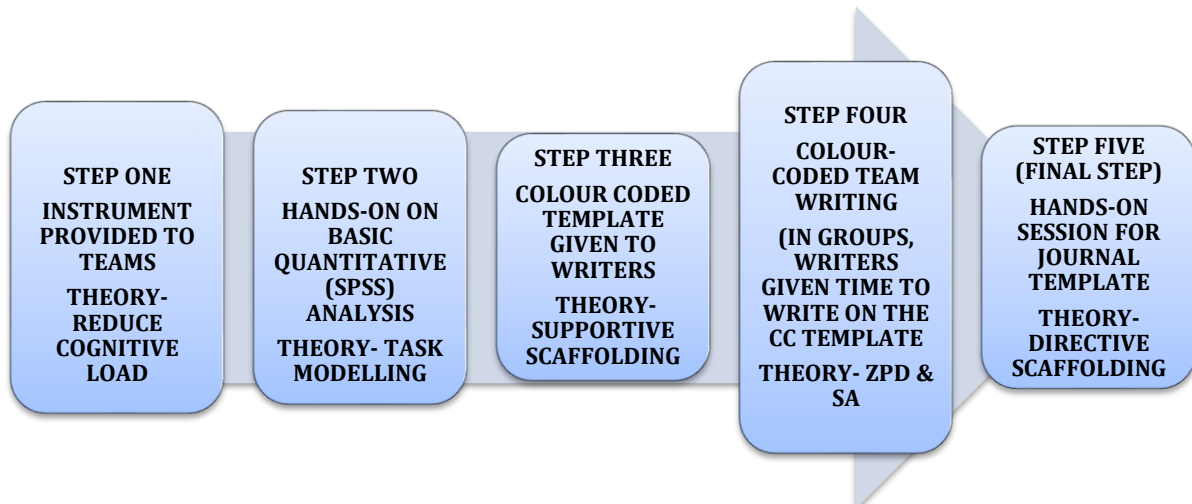 STEP ONE
INSTRUMENT
PROVIDED TO
TEAMS
THEORY-
REDUCE
COGNITIVE
LOAD
STEP TWO
HANDS-ON ON
BASIC
QUANTITATIVE
(SPSS)
ANALYSIS
THEORY- TASK
MODELLING
STEP THREE
COLOUR CODED
TEMPLATE
GIVEN TO
WRITERS
THEORY-
SUPPORTIVE
SCAFFOLDING
STEP FOUR
COLOUR-
CODED TEAM
WRITING
(IN GROUPS,
WRITERS
GIVEN TIME TO
WRITE ON THE
CC TEMPLATE
THEORY- ZPD &
SA
STEP FIVE
(FINAL STEP)
HANDS-ON
SESSION FOR
JOURNAL
TEMPLATE
THEORY-
DIRECTIVE
SCAFFOLDING